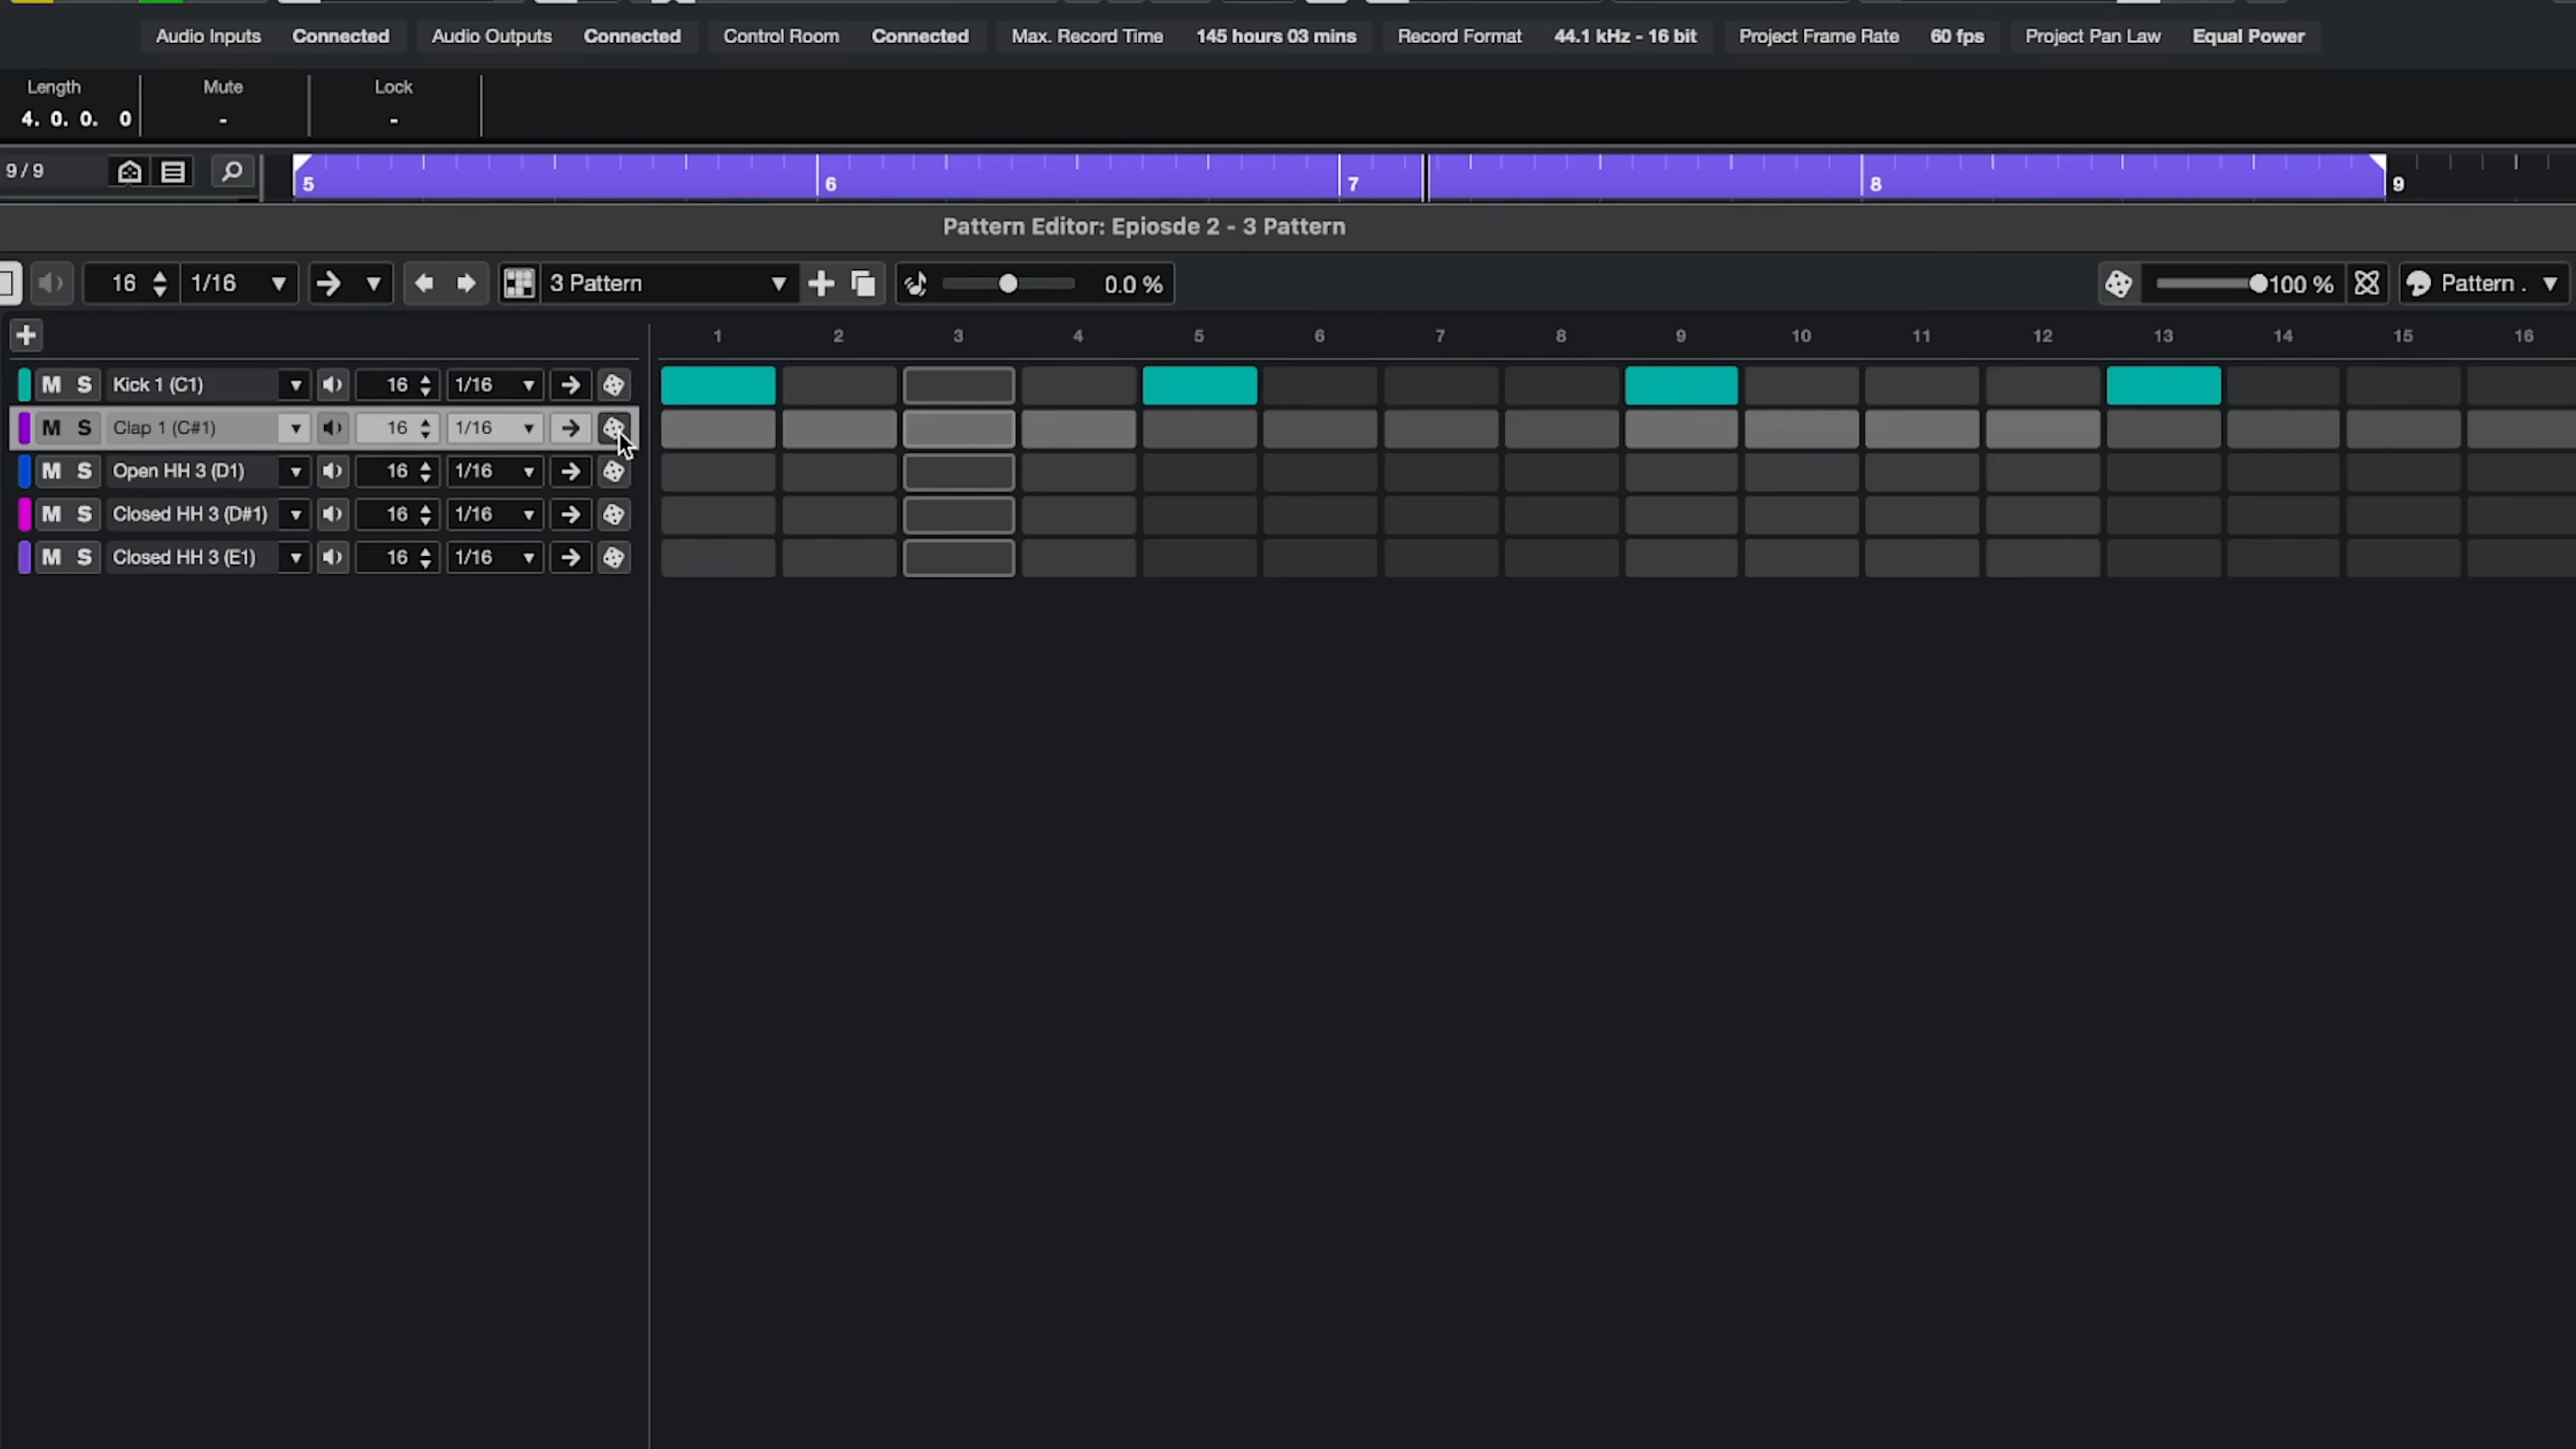 Audio Inputs Connected Audio Outputs Connected Control Room Connected Max. Record Time 145 hours 03 mins Record Format 44.1 kHz - 16 bit Project Frame Rate 60 fps Project Pan Law Equal Power
Length Mute Lock
4. 0. 0. 0 - -
9/9 5 6 7 8 9
Pattern Editor: Epiosde 2 - 3 Pattern
16 1/16 3 Pattern 0.0 % 100 % Pattern .
1 2 3 4 5 6 7 8 9 10 11 12 13 14 15 16
M S Kick 1 (C1) 16 1/16
M S Clap 1 (C#1) 16 1/16
M S Open HH 3 (D1) 16 1/16
M S Closed HH 3 (D#1) 16 1/16
M S Closed HH 3 (E1) 16 1/16